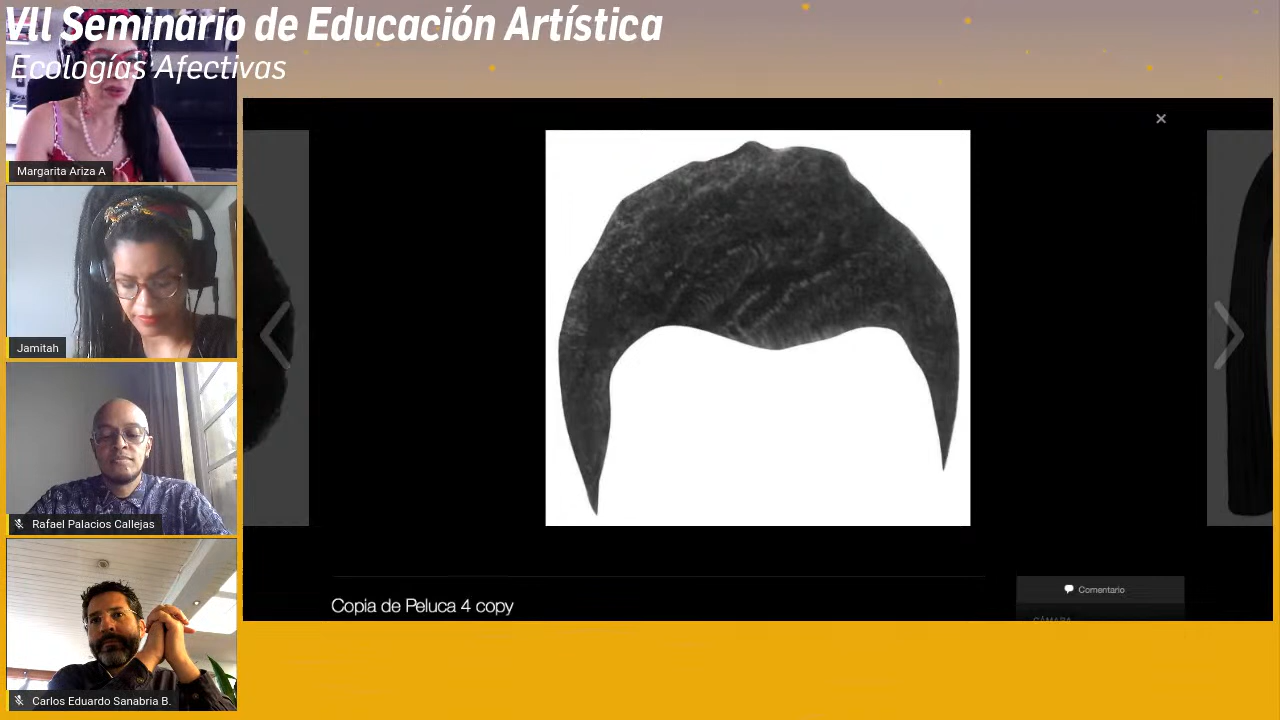 VII Seminario de Educación Artística
Ecologías Afectivas
Margarita Ariza A
Jamitah
Rafael Palacios Callejas
Carlos Eduardo Sanabria B.
Copia de Peluca 4 copy
Comentario
CÁMARA